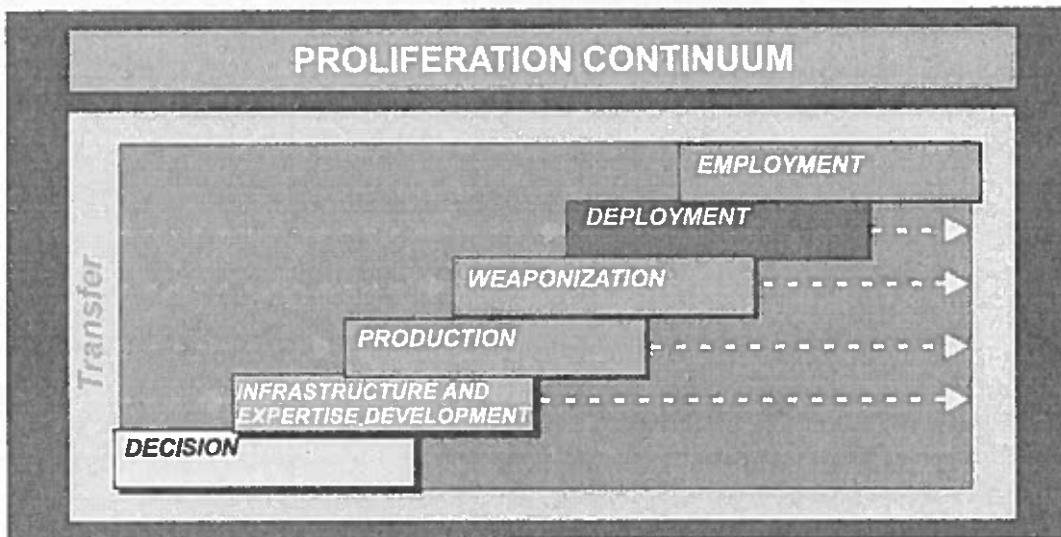 PROLIFERATION CONTINUUM
EMPLOYMENT
DEPLOYMENT
WEAPONIZATION
PRODUCTION
INFRASTRUCTURE AND
EXPERTISE DEVELOPMENT
DECISION
Transfer